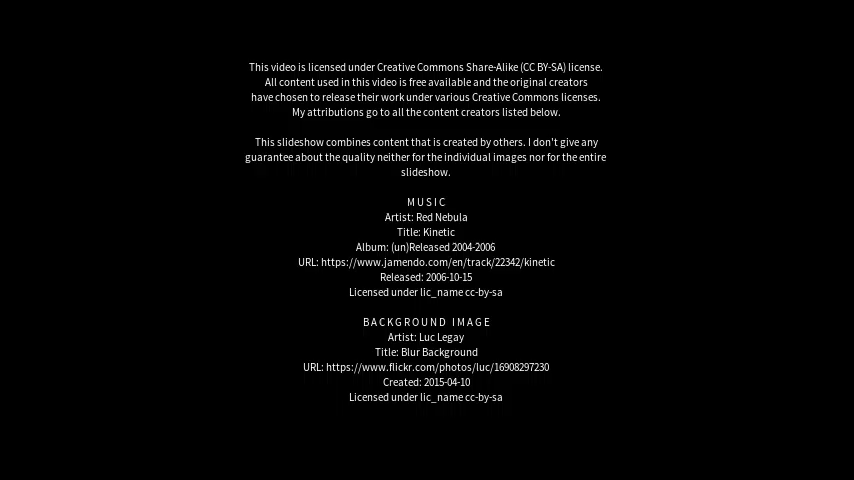 This video is licensed under Creative Commons Share-Alike (CC BY-SA) license.
All content used in this video is free available and the original creators
have chosen to release their work under various Creative Commons licenses.
My attributions go to all the content creators listed below.
This slideshow combines content that is created by others. I don't give any
guarantee about the quality neither for the individual images nor for the entire
slideshow.
MUSIC
Artist: Red Nebula
Title: Kinetic
Album: (un)Released 2004-2006
URL: https://www.jamendo.com/en/track/22342/kinetic
Released: 2006-10-15
Licensed under lic_name cc-by-sa
BACKGROUND IMAGE
Artist: Luc Legay
Title: Blur Background
URL: https://www.flickr.com/photos/luc/16908297230
Created: 2015-04-10
Licensed under lic_name cc-by-sa